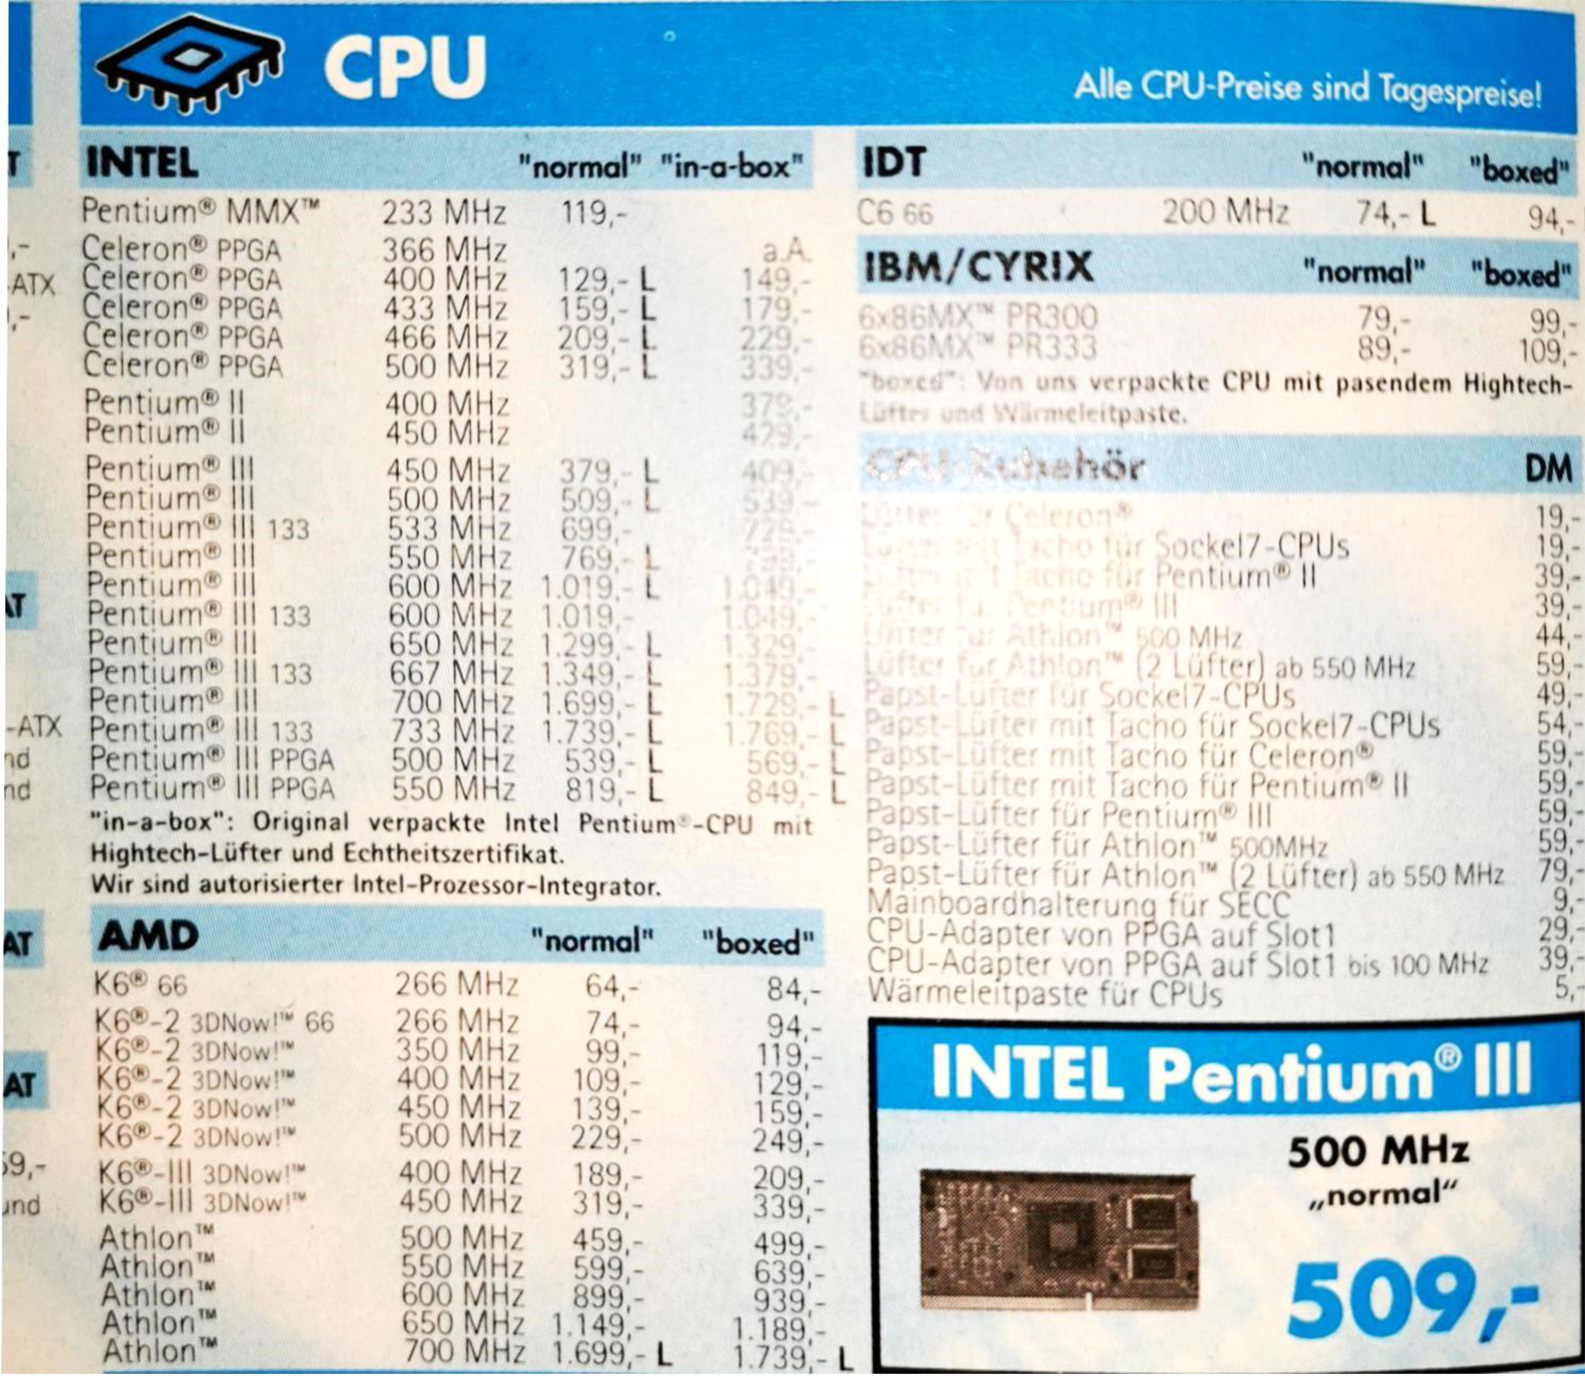 CPU
Alle CPU-Preise sind Tagespreise!
INTEL "normal" "in-a-box"
Pentium® MMX™ 233 MHz 119,-
Celeron® PPGA 366 MHz a.A.
Celeron® PPGA 400 MHz 129,- L 149,-
Celeron® PPGA 433 MHz 159,- L 179,-
Celeron® PPGA 466 MHz 209,- L 229,-
Celeron® PPGA 500 MHz 319,- L 339,-
Pentium® II 400 MHz 379,-
Pentium® II 450 MHz 429,-
Pentium® III 450 MHz 379,- L 409,-
Pentium® III 500 MHz 509,- L 539,-
Pentium® III 133 533 MHz 699,-
Pentium® III 550 MHz 769,- L
Pentium® III 600 MHz 1.019,- L 1.049,-
Pentium® III 133 600 MHz 1.019,- 1.049,-
Pentium® III 650 MHz 1.299,- L 1.329,-
Pentium® III 133 667 MHz 1.349,- L 1.379,-
Pentium® III 700 MHz 1.699,- L 1.729,- L
Pentium® III 133 733 MHz 1.739,- L 1.769,- L
Pentium® III PPGA 500 MHz 539,- L 569,- L
Pentium® III PPGA 550 MHz 819,- L 849,- L
"in-a-box": Original verpackte Intel Pentium®-CPU mit
Hightech-Lüfter und Echtheitszertifikat.
Wir sind autorisierter Intel-Prozessor-Integrator.
AMD "normal" "boxed"
K6® 66 266 MHz 64,- 84,-
K6®-2 3DNow!™ 66 266 MHz 74,- 94,-
K6®-2 3DNow!™ 350 MHz 99,- 119,-
K6®-2 3DNow!™ 400 MHz 109,- 129,-
K6®-2 3DNow!™ 450 MHz 139,- 159,-
K6®-2 3DNow!™ 500 MHz 229,- 249,-
K6®-III 3DNow!™ 400 MHz 189,- 209,-
K6®-III 3DNow!™ 450 MHz 319,- 339,-
Athlon™ 500 MHz 459,- 499,-
Athlon™ 550 MHz 599,- 639,-
Athlon™ 600 MHz 899,- 939,-
Athlon™ 650 MHz 1.149,- 1.189,-
Athlon™ 700 MHz 1.699,- L 1.739,- L
IDT "normal" "boxed"
C6 66 200 MHz 74,- L 94,-
IBM/CYRIX "normal" "boxed"
6x86MX™ PR300 79,- 99,-
6x86MX™ PR333 89,- 109,-
"boxed": Von uns verpackte CPU mit pasendem Hightech-
Lüfter und Wärmeleitpaste.
CPU-Zubehör DM
Lüfter für Celeron® 19,-
Lüfter mit Tacho für Sockel7-CPUs 19,-
Lüfter mit Tacho für Pentium® II 39,-
Lüfter für Pentium® III 39,-
Lüfter für Athlon™ 500 MHz 44,-
Lüfter für Athlon™ (2 Lüfter) ab 550 MHz 59,-
Papst-Lüfter für Sockel7-CPUs 49,-
Papst-Lüfter mit Tacho für Sockel7-CPUs 54,-
Papst-Lüfter mit Tacho für Celeron® 59,-
Papst-Lüfter mit Tacho für Pentium® II 59,-
Papst-Lüfter für Pentium® III 59,-
Papst-Lüfter für Athlon™ 500MHz 59,-
Papst-Lüfter für Athlon™ (2 Lüfter) ab 550 MHz 79,-
Mainboardhalterung für SECC 9,-
CPU-Adapter von PPGA auf Slot1 29,-
CPU-Adapter von PPGA auf Slot1 bis 100 MHz 39,-
Wärmeleitpaste für CPUs 5,-
INTEL Pentium® III
500 MHz
„normal“
509,-